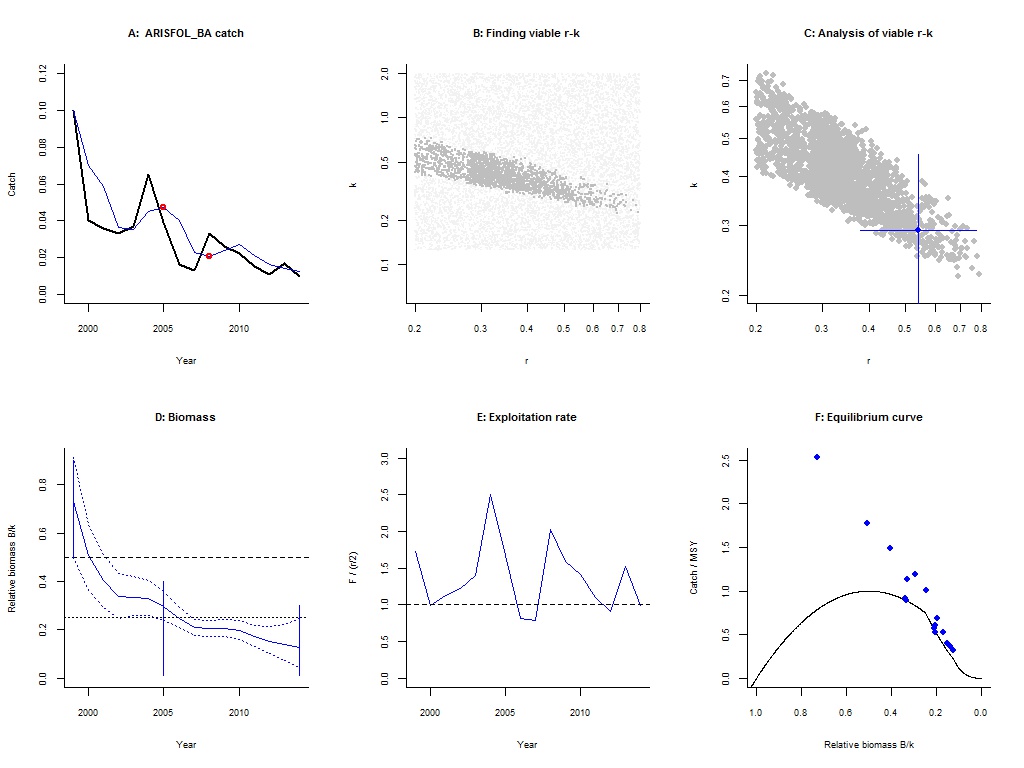 A: ARISFOL_BA catch
Catch
0.00 0.02 0.04 0.06 0.08 0.10 0.12
2000 2005 2010
Year
B: Finding viable r-k
k
0.1 0.2 0.5 1.0 2.0
0.2 0.3 0.4 0.5 0.6 0.7 0.8
r
C: Analysis of viable r-k
k
0.2 0.3 0.4 0.5 0.6 0.7
0.2 0.3 0.4 0.5 0.6 0.7 0.8
r
D: Biomass
Relative biomass B/k
0.0 0.2 0.4 0.6 0.8
2000 2005 2010
Year
E: Exploitation rate
F / (r/2)
0.0 0.5 1.0 1.5 2.0 2.5 3.0
2000 2005 2010
Year
F: Equilibrium curve
Catch / MSY
0.0 0.5 1.0 1.5 2.0 2.5
1.0 0.8 0.6 0.4 0.2 0.0
Relative biomass B/k